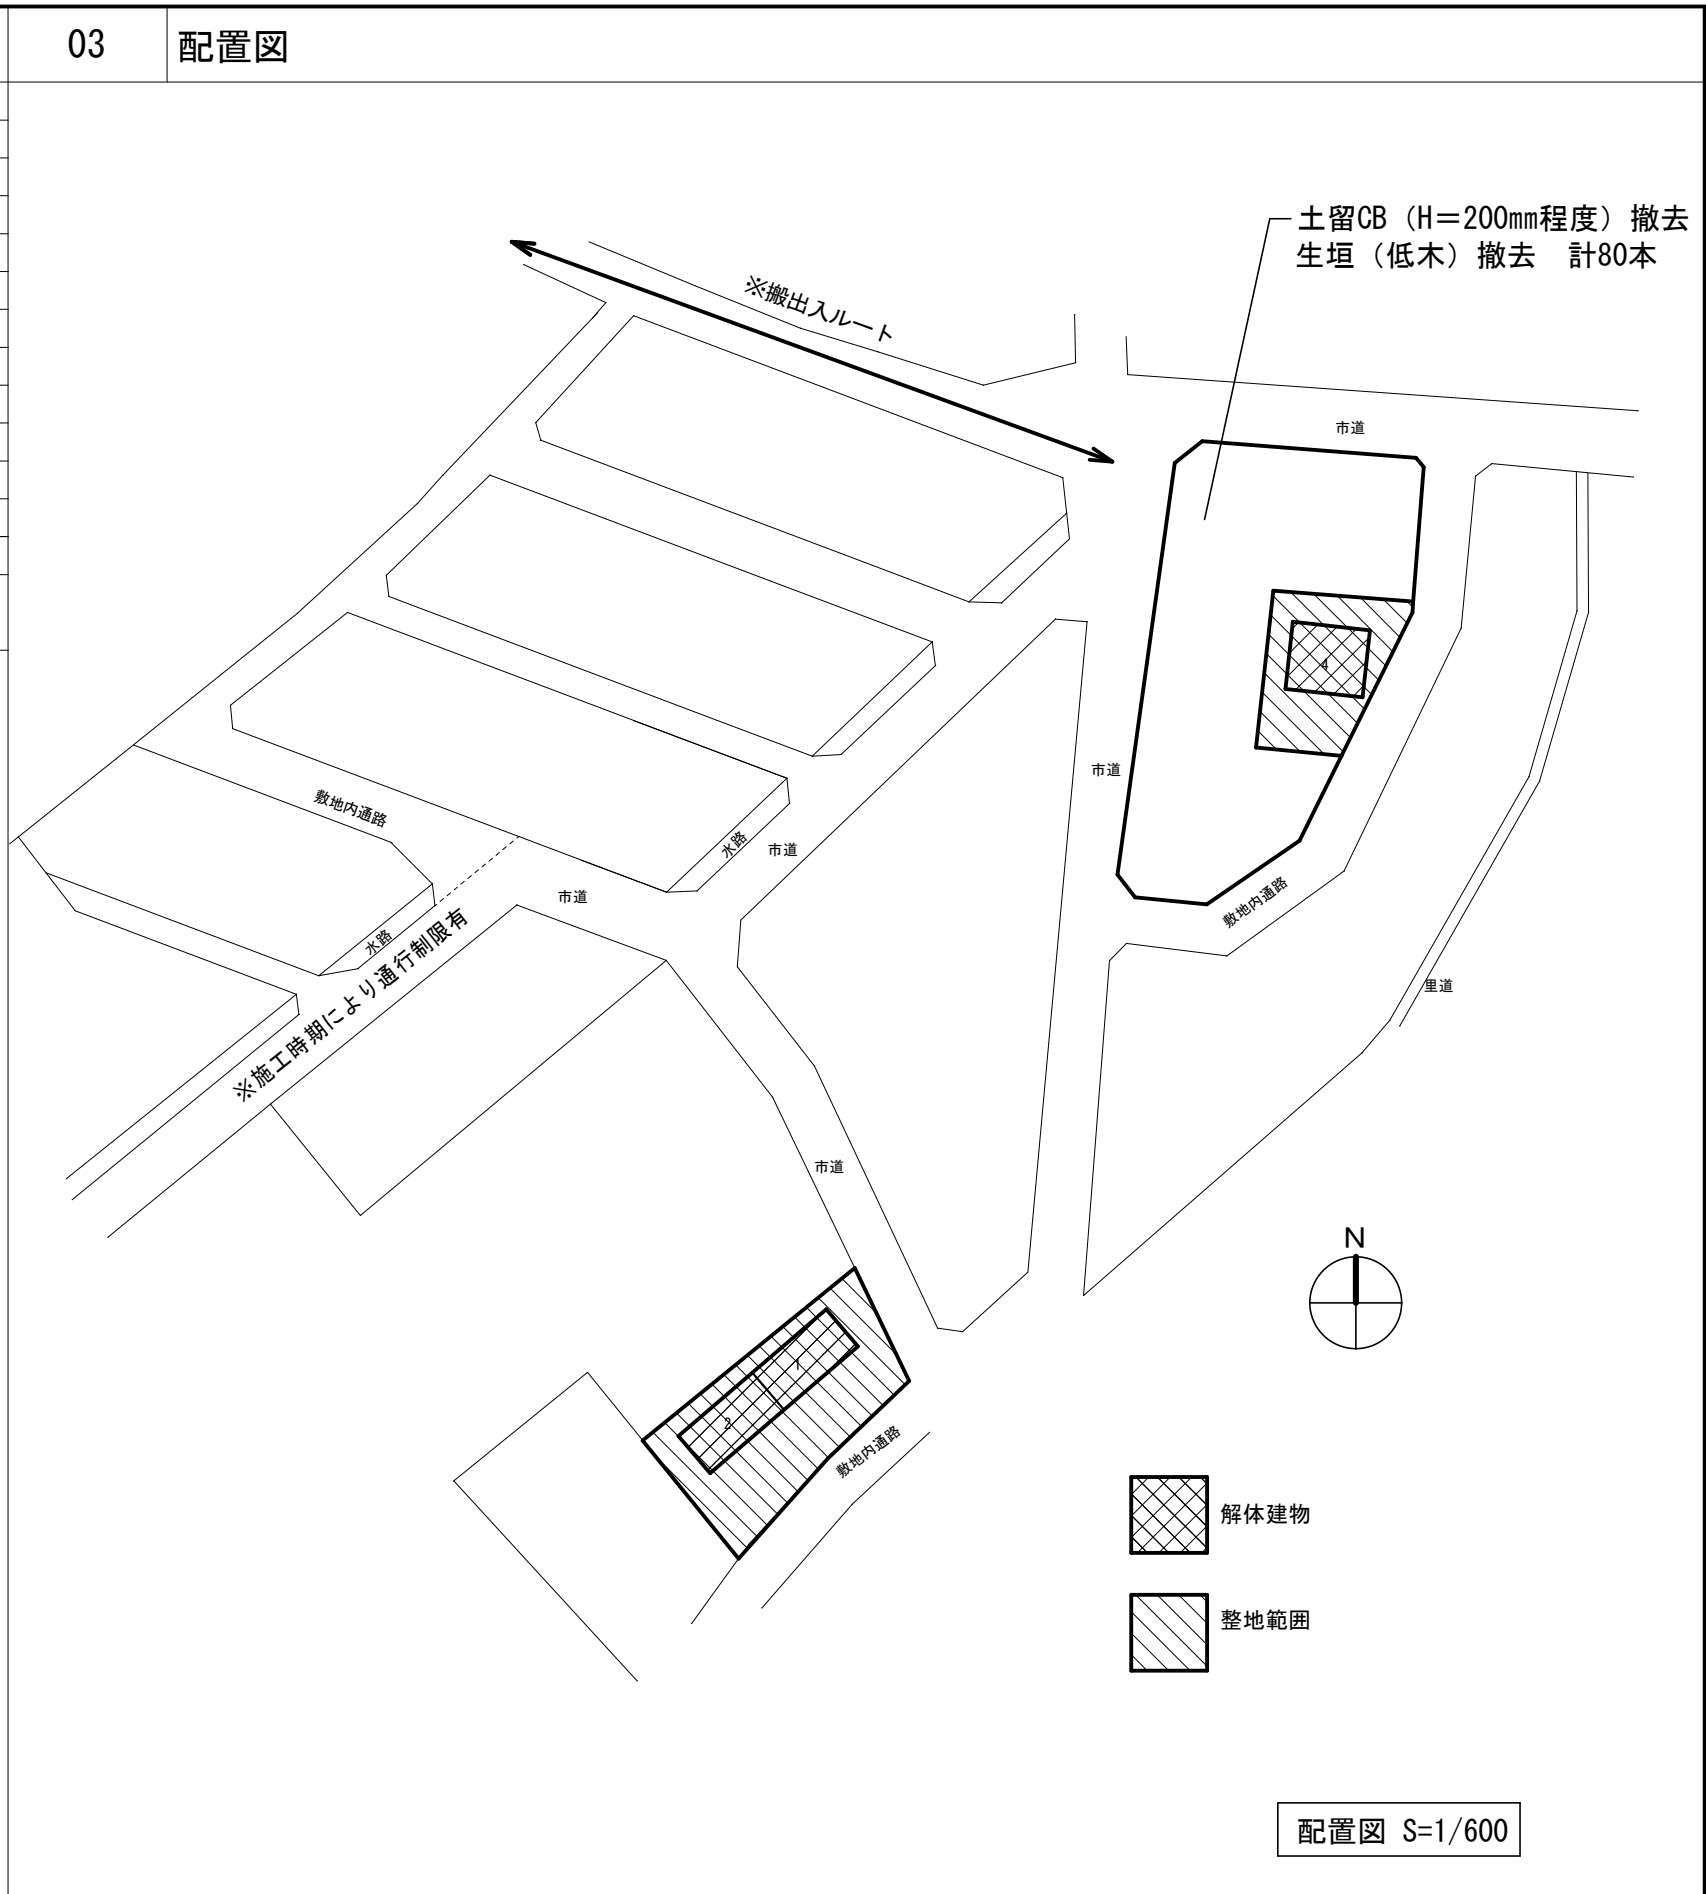 03
配置図
土留CB(H=200mm程度)撤去
生垣(低木)撤去　計80本
※搬出入ルート
市道
4
市道
敷地内通路
水路
市道
市道
敷地内通路
水路
※施工時期により通行制限有
里道
市道
N
1
2
敷地内通路
解体建物
整地範囲
配置図 S=1/600